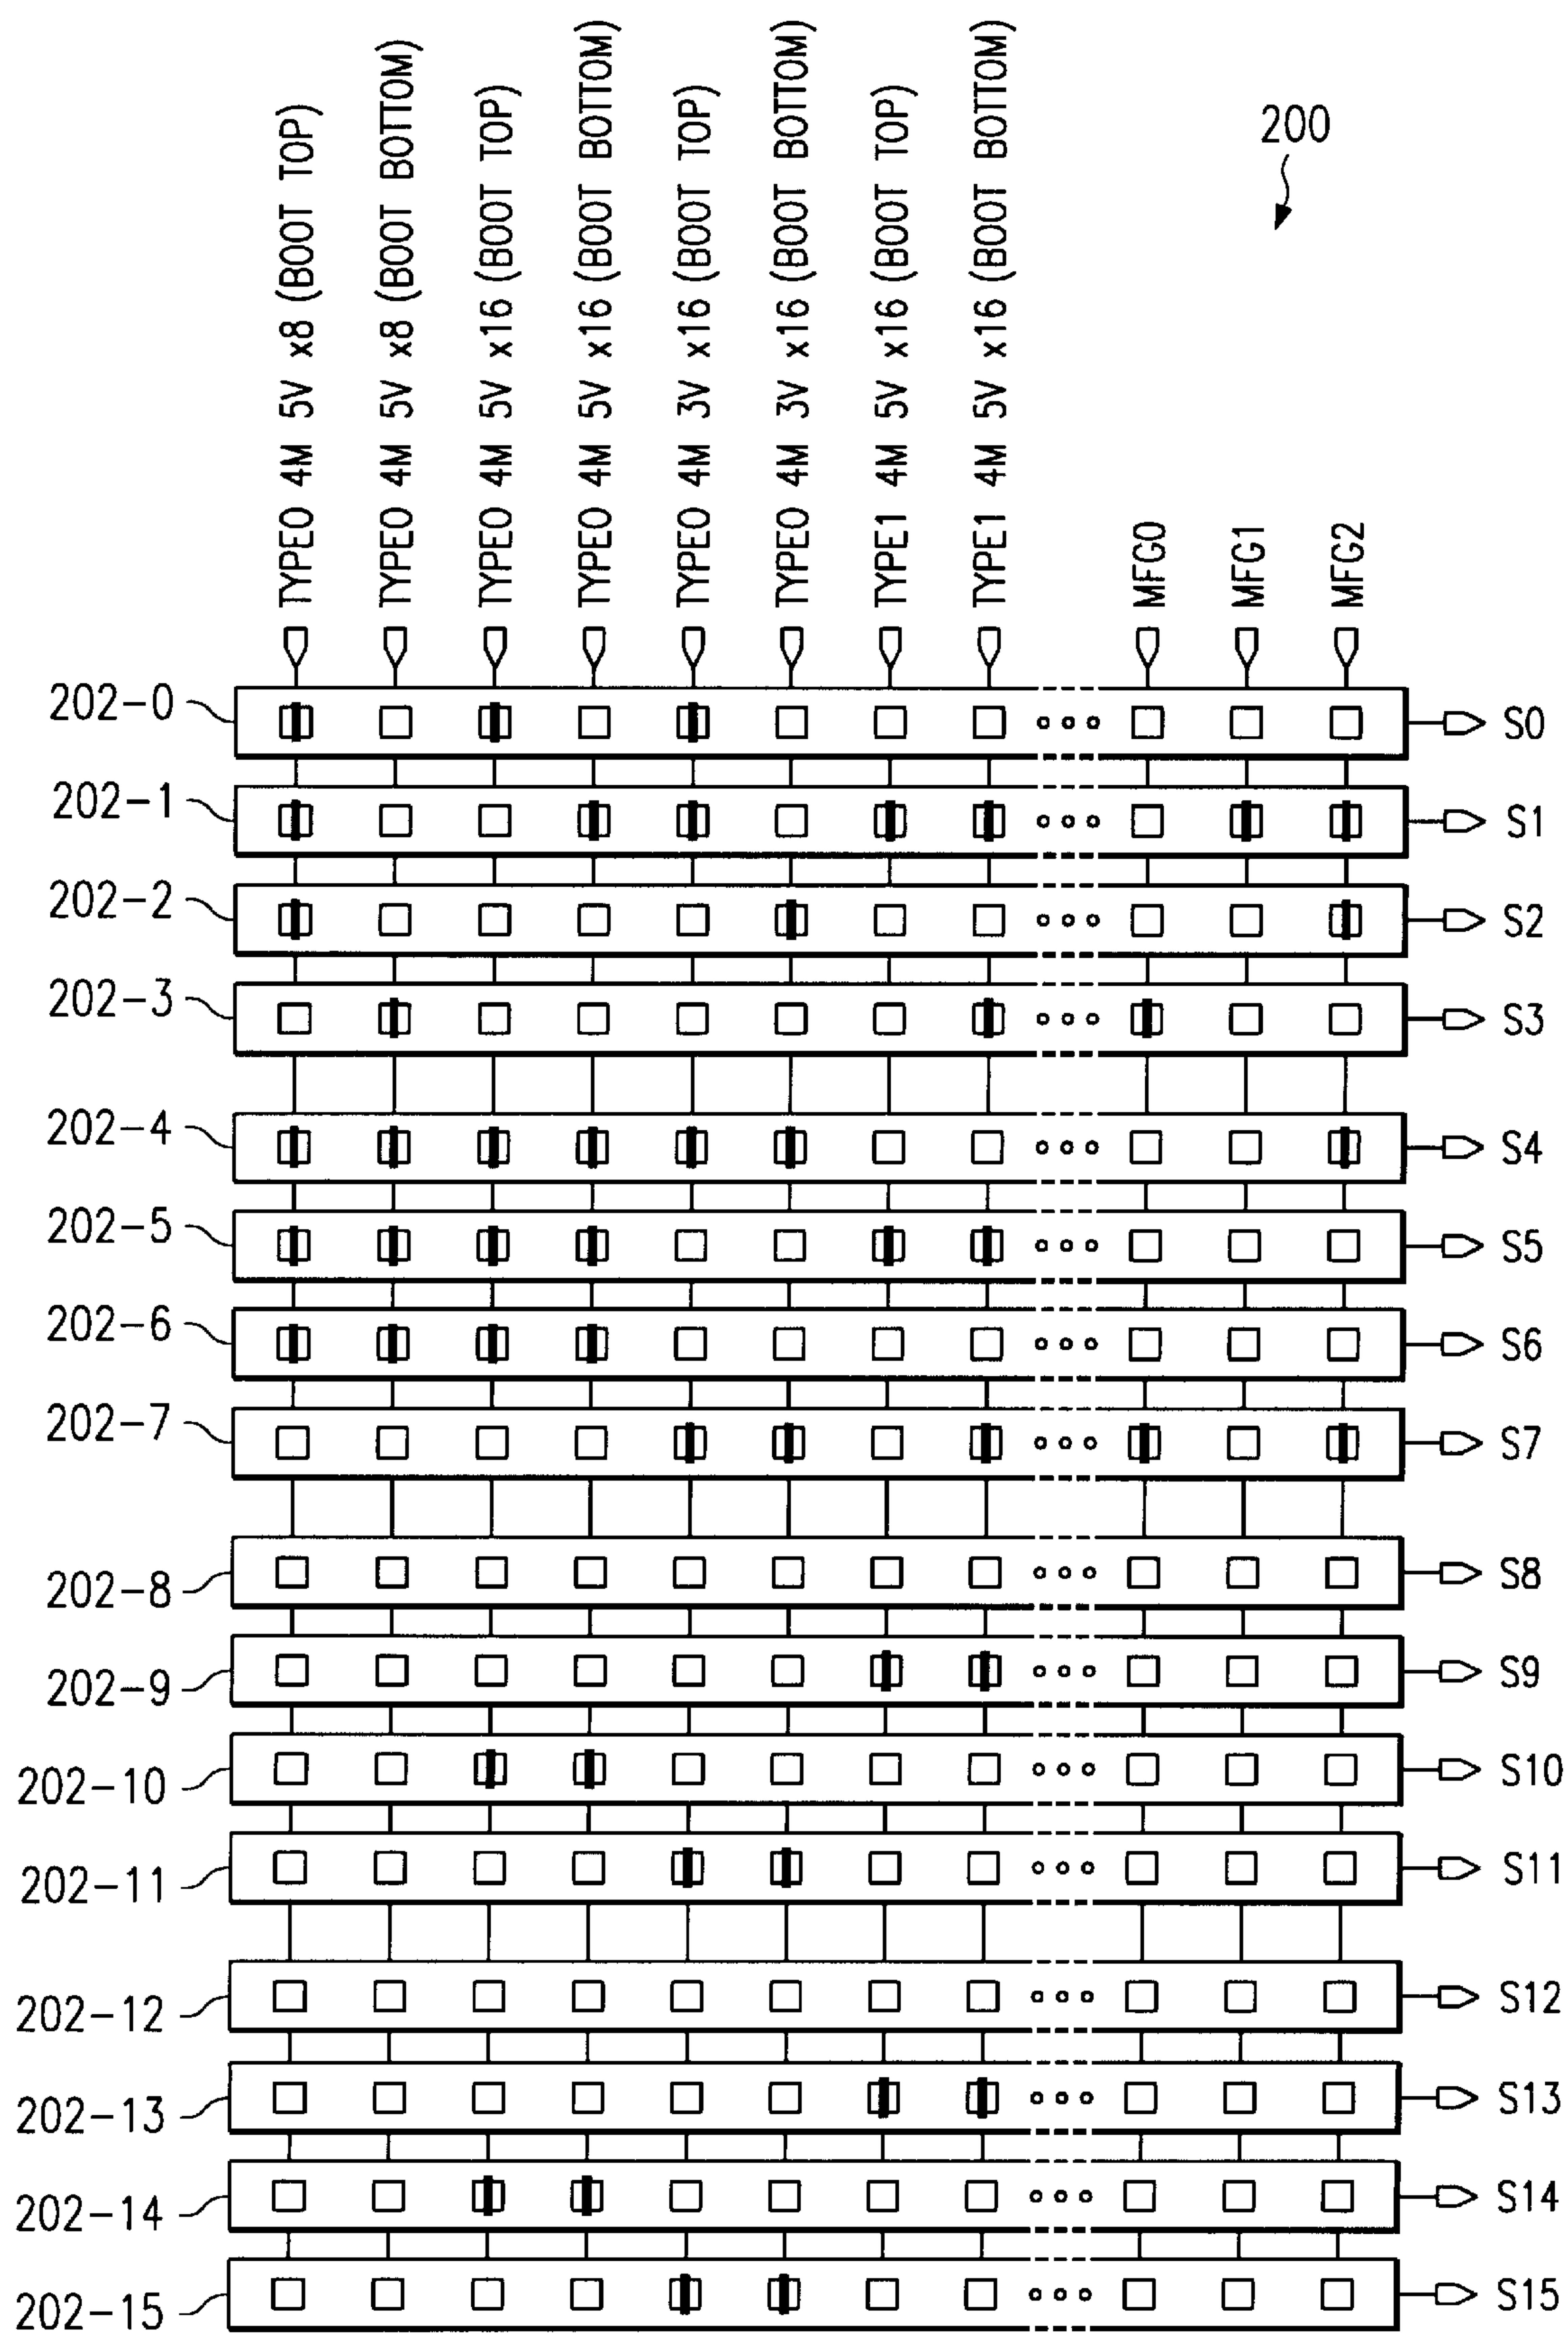 TYPE0 4M 5V x8 (BOOT TOP)
TYPE0 4M 5V x8 (BOOT BOTTOM)
TYPE0 4M 5V x16 (BOOT TOP)
TYPE0 4M 5V x16 (BOOT BOTTOM)
TYPE0 4M 3V x16 (BOOT TOP)
TYPE0 4M 3V x16 (BOOT BOTTOM)
TYPE1 4M 5V x16 (BOOT TOP)
TYPE1 4M 5V x16 (BOOT BOTTOM)
MFG0
MFG1
MFG2
200
202-0 S0
202-1 S1
202-2 S2
202-3 S3
202-4 S4
202-5 S5
202-6 S6
202-7 S7
202-8 S8
202-9 S9
202-10 S10
202-11 S11
202-12 S12
202-13 S13
202-14 S14
202-15 S15